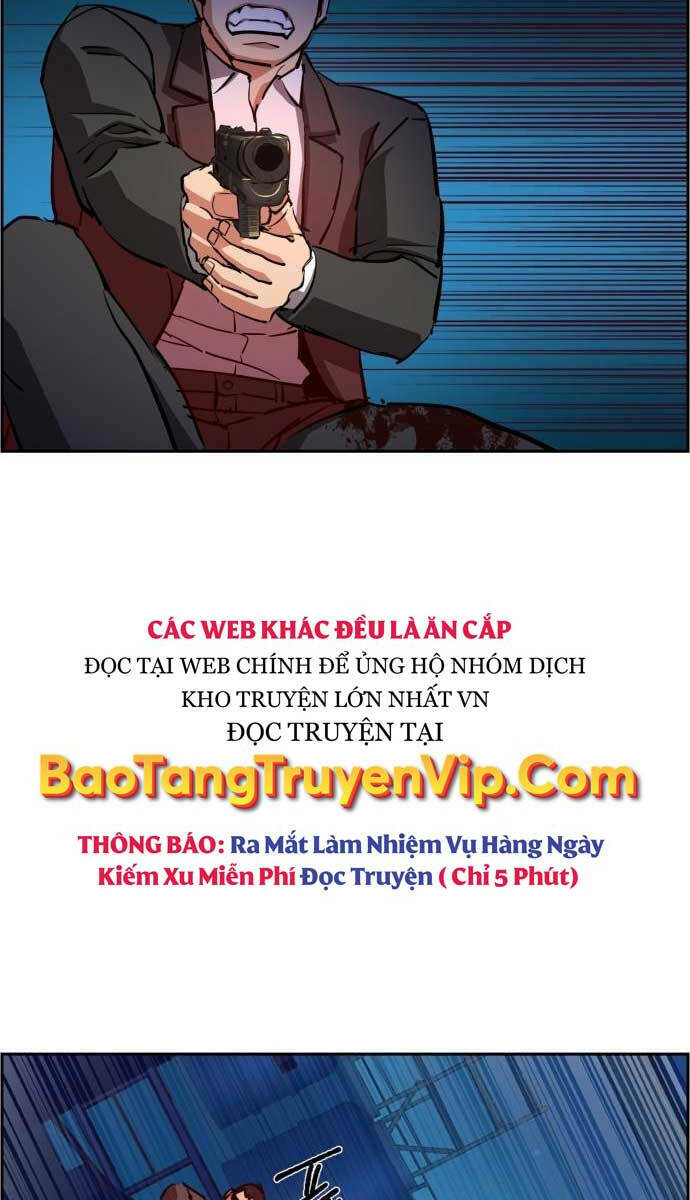 CÁC WEB KHÁC ĐỀU LÀ ĂN CẮP
ĐỌC TẠI WEB CHÍNH ĐỂ ỦNG HỘ NHÓM DỊCH
KHO TRUYỆN LỚN NHẤT VN
ĐỌC TRUYỆN TẠI
BaoTangTruyenVip.Com
THÔNG BÁO: Ra Mắt Làm Nhiệm Vụ Hàng Ngày
Kiếm Xu Miễn Phí Đọc Truyện ( Chỉ 5 Phút)